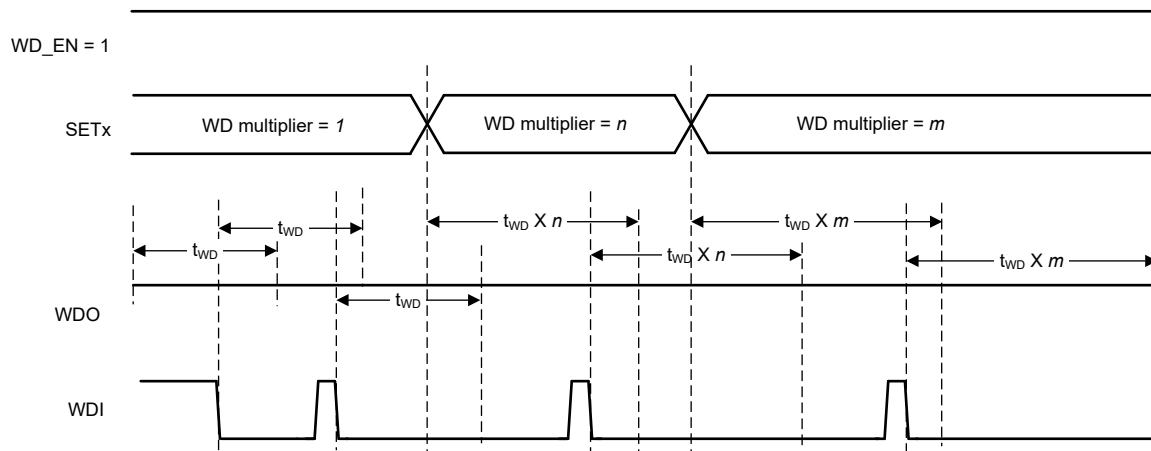 WD_EN = 1
SETx
WD multiplier = 1
WD multiplier = n
WD multiplier = m
tWD
tWD X n
tWD X m
tWD
tWD X n
tWD X m
tWD
WDO
WDI